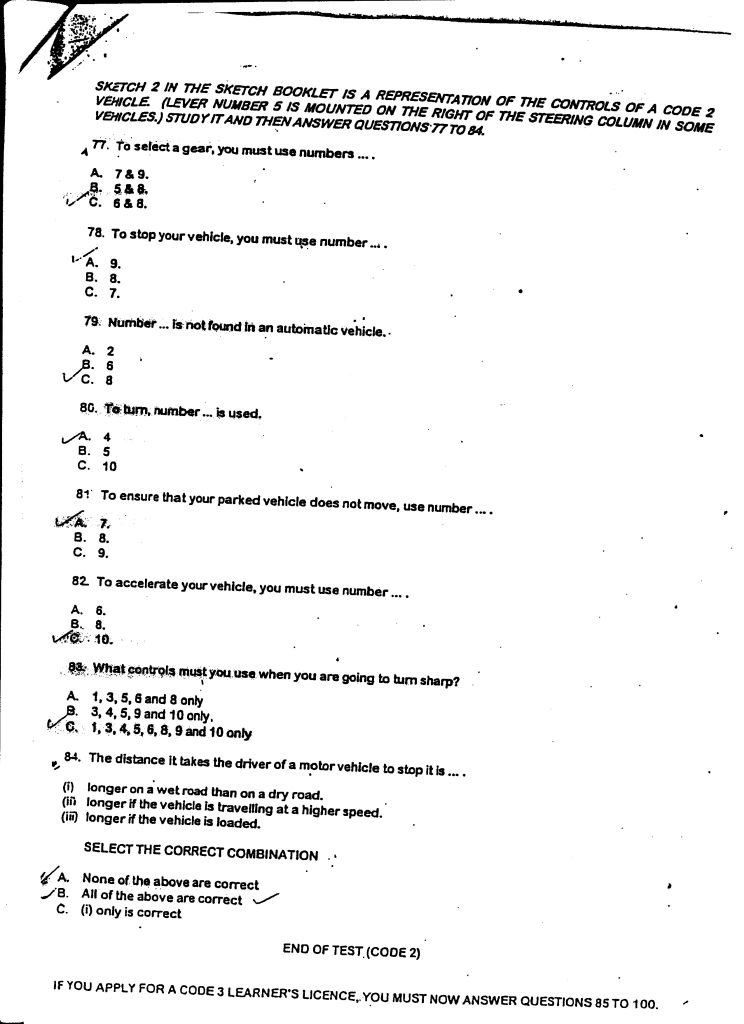 SKETCH 2 IN THE SKETCH BOOKLET IS A REPRESENTATION OF THE CONTROLS OF A CODE 2
VEHICLE. (LEVER NUMBER 5 IS MOUNTED ON THE RIGHT OF THE STEERING COLUMN IN SOME
VEHICLES.) STUDY IT AND THEN ANSWER QUESTIONS 77 TO 84.
77. To select a gear, you must use numbers ... .
A. 7 & 9.
B. 5 & 8.
C. 6 & 8.
78. To stop your vehicle, you must use number ... .
A. 9.
B. 8.
C. 7.
79. Number ... is not found in an automatic vehicle.
A. 2
B. 6
C. 8
80. To turn, number ... is used.
A. 4
B. 5
C. 10
81 To ensure that your parked vehicle does not move, use number ... .
A. 7.
B. 8.
C. 9.
82. To accelerate your vehicle, you must use number ... .
A. 6.
B. 8.
C. 10.
83. What controls must you use when you are going to turn sharp?
A. 1, 3, 5, 6 and 8 only
B. 3, 4, 5, 9 and 10 only.
C. 1, 3, 4, 5, 6, 8, 9 and 10 only
84. The distance it takes the driver of a motor vehicle to stop it is ... .
(i) longer on a wet road than on a dry road.
(ii) longer if the vehicle is travelling at a higher speed.
(iii) longer if the vehicle is loaded.
SELECT THE CORRECT COMBINATION
A. None of the above are correct
B. All of the above are correct
C. (i) only is correct
END OF TEST (CODE 2)
IF YOU APPLY FOR A CODE 3 LEARNER'S LICENCE, YOU MUST NOW ANSWER QUESTIONS 85 TO 100.